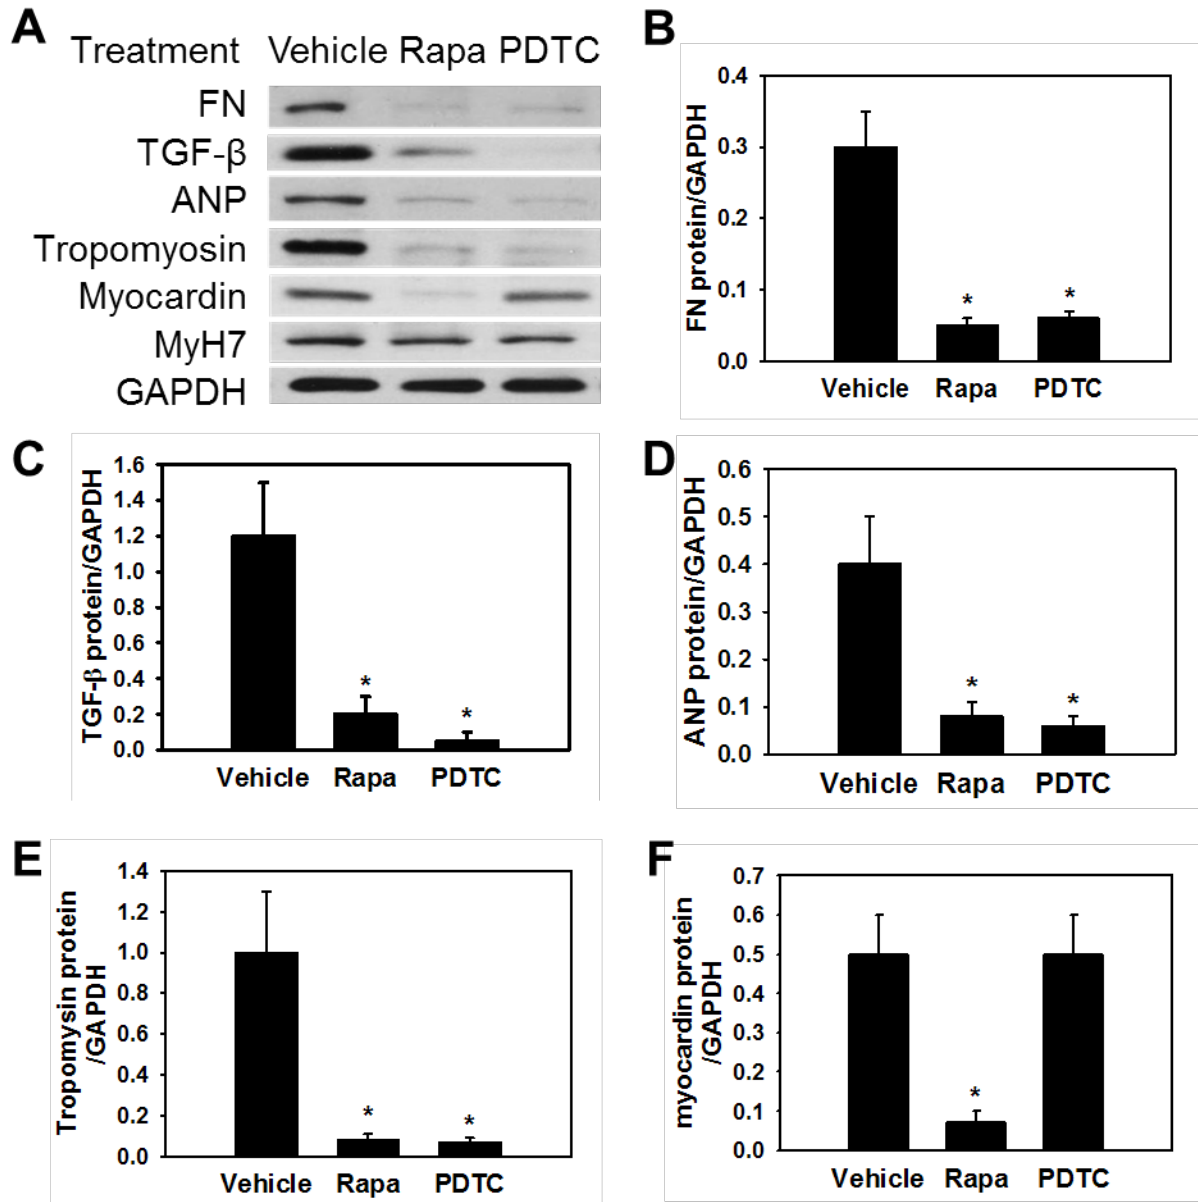 A
Treatment Vehicle Rapa PDTC
FN
TGF-β
ANP
Tropomyosin
Myocardin
MyH7
GAPDH
B
FN protein/GAPDH
0.4
0.3
0.2
0.1
0.0
*
*
Vehicle Rapa PDTC
C
TGF-β protein/GAPDH
1.6
1.4
1.2
1.0
0.8
0.6
0.4
0.2
0.0
*
*
Vehicle Rapa PDTC
D
ANP protein/GAPDH
0.6
0.5
0.4
0.3
0.2
0.1
0.0
*
*
Vehicle Rapa PDTC
E
Tropomysin protein
/GAPDH
1.4
1.2
1.0
0.8
0.6
0.4
0.2
0.0
*
*
Vehicle Rapa PDTC
F
myocardin protein
/GAPDH
0.7
0.6
0.5
0.4
0.3
0.2
0.1
0.0
*
Vehicle Rapa PDTC